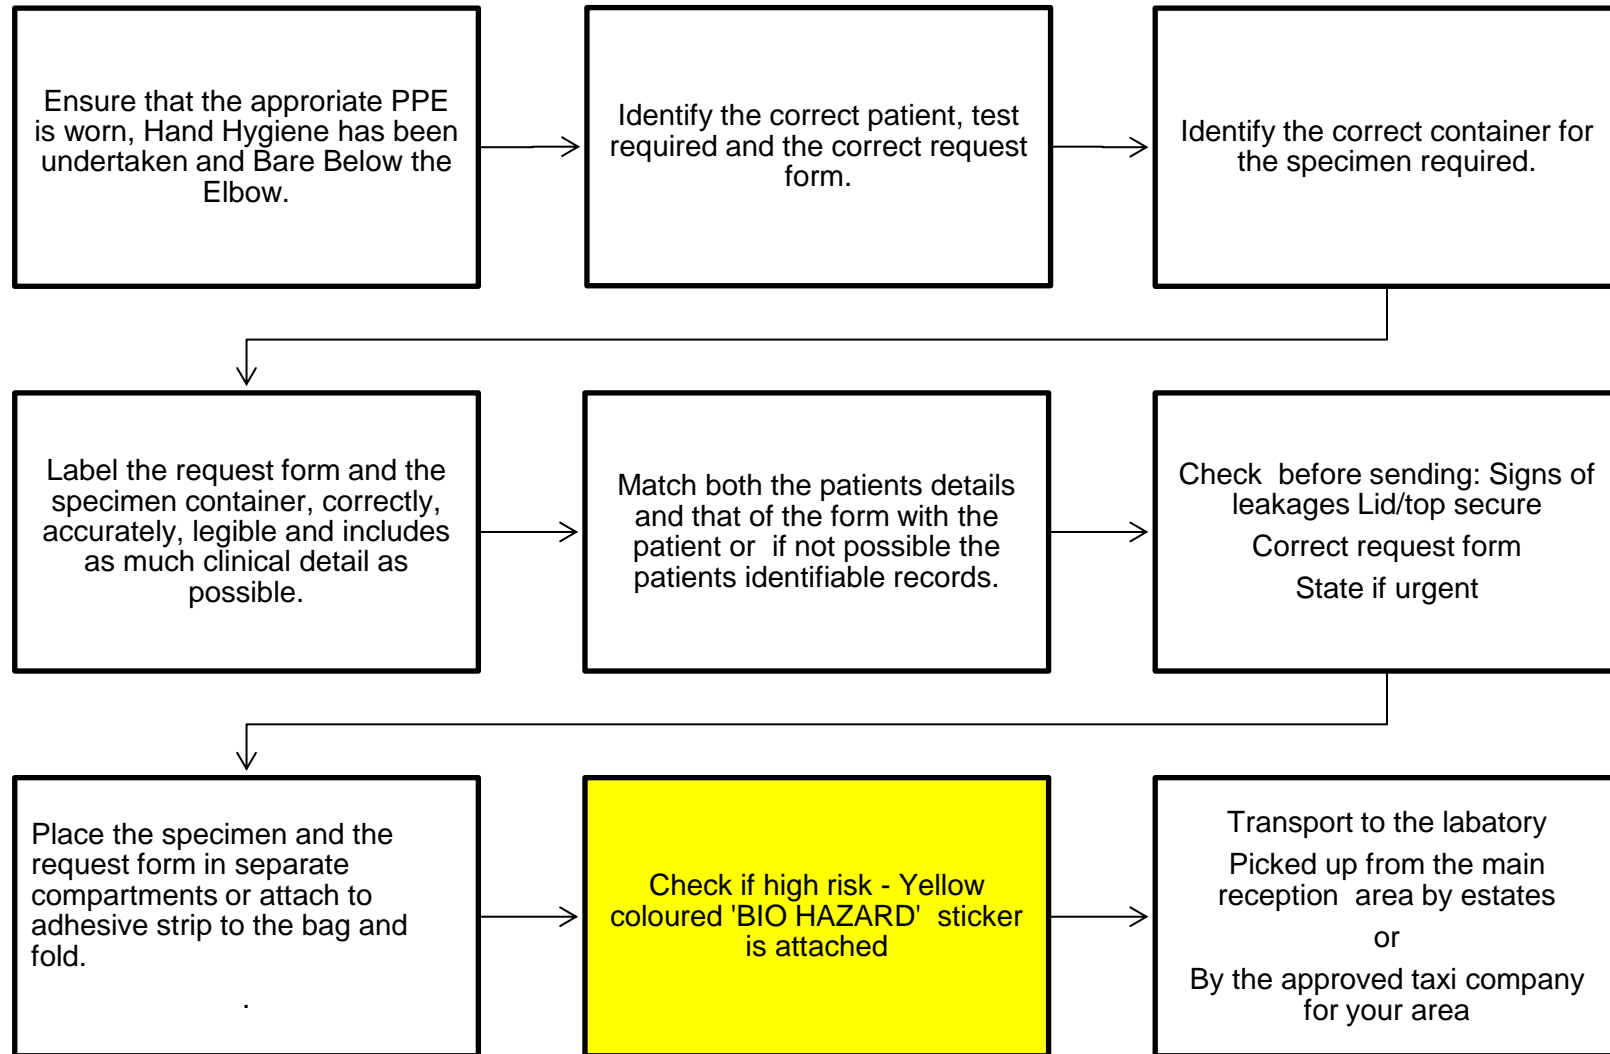 Ensure that the approriate PPE
is worn, Hand Hygiene has been
undertaken and Bare Below the
Elbow.
Identify the correct patient, test
required and the correct request
form.
Identify the correct container for
the specimen required.
Label the request form and the
specimen container, correctly,
accurately, legible and includes
as much clinical detail as
possible.
Match both the patients details
and that of the form with the
patient or if not possible the
patients identifiable records.
Check before sending: Signs of
leakages Lid/top secure
Correct request form
State if urgent
Place the specimen and the
request form in separate
compartments or attach to
adhesive strip to the bag and
fold.
.
Check if high risk - Yellow
coloured 'BIO HAZARD' sticker
is attached
Transport to the labatory
Picked up from the main
reception area by estates
or
By the approved taxi company
for your area